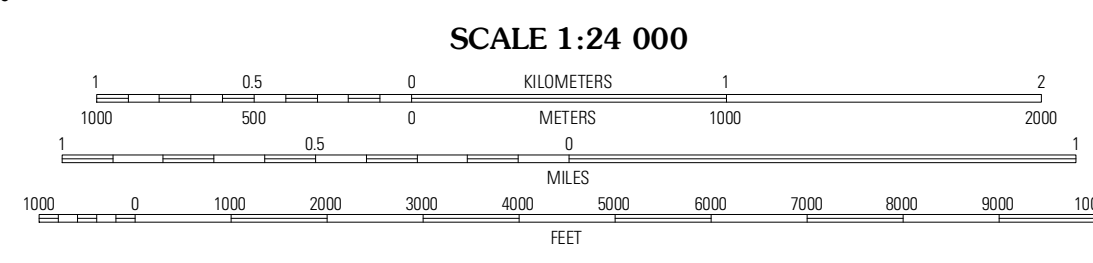 SCALE 1:24 000
1 0.5 0 KILOMETERS 1 2
1000 500 0 METERS 1000 2000
1 0.5 0 1
MILES
1000 0 1000 2000 3000 4000 5000 6000 7000 8000 9000
FEET